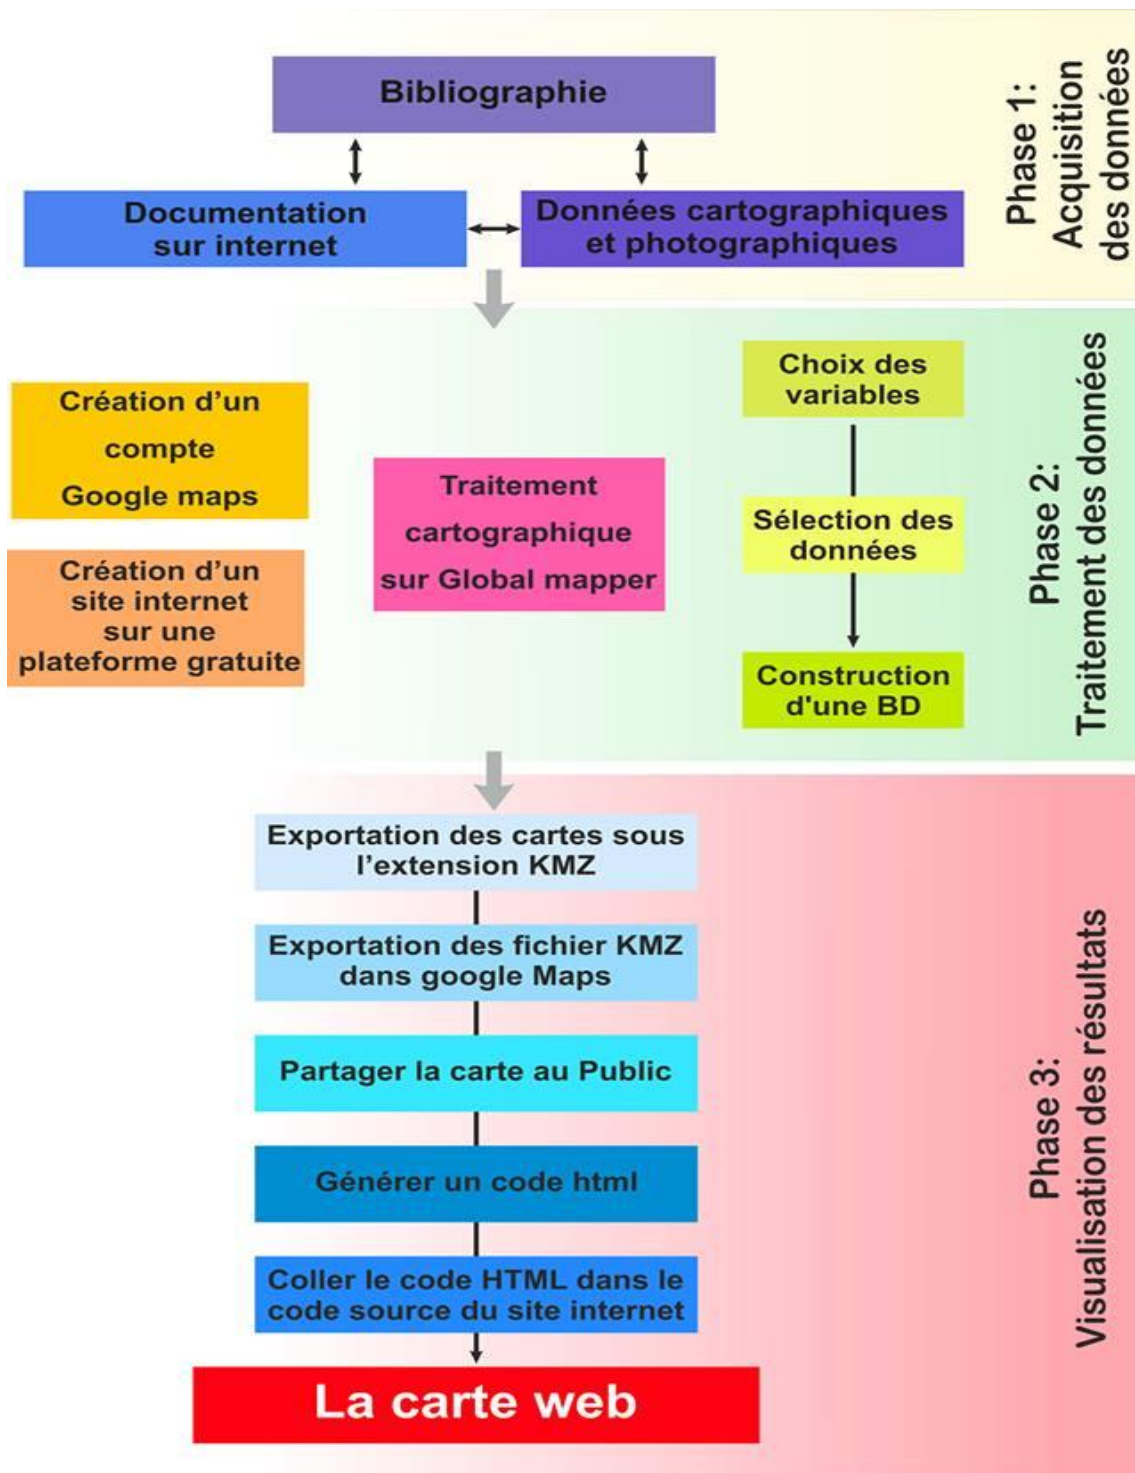 Bibliographie
Documentation
sur internet
Données cartographiques
et photographiques
Phase 1:
Acquisition
des données
Création d’un
compte
Google maps
Création d’un
site internet
sur une
plateforme gratuite
Traitement
cartographique
sur Global mapper
Choix des
variables
Sélection des
données
Construction
d'une BD
Phase 2:
Traitement des données
Exportation des cartes sous
l’extension KMZ
Exportation des fichier KMZ
dans google Maps
Partager la carte au Public
Générer un code html
Coller le code HTML dans le
code source du site internet
La carte web
Phase 3:
Visualisation des résultats